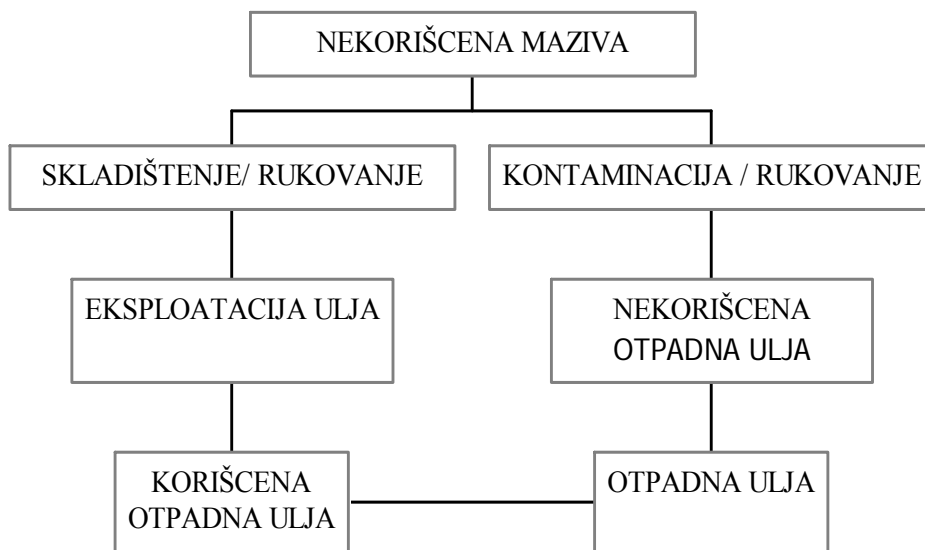 NEKORIŠCENA MAZIVA
SKLADIŠTENJE/ RUKOVANJE
KONTAMINACIJA / RUKOVANJE
EKSPLOATACIJA ULJA
NEKORIŠCENA
OTPADNA ULJA
KORIŠCENA
OTPADNA ULJA
OTPADNA ULJA